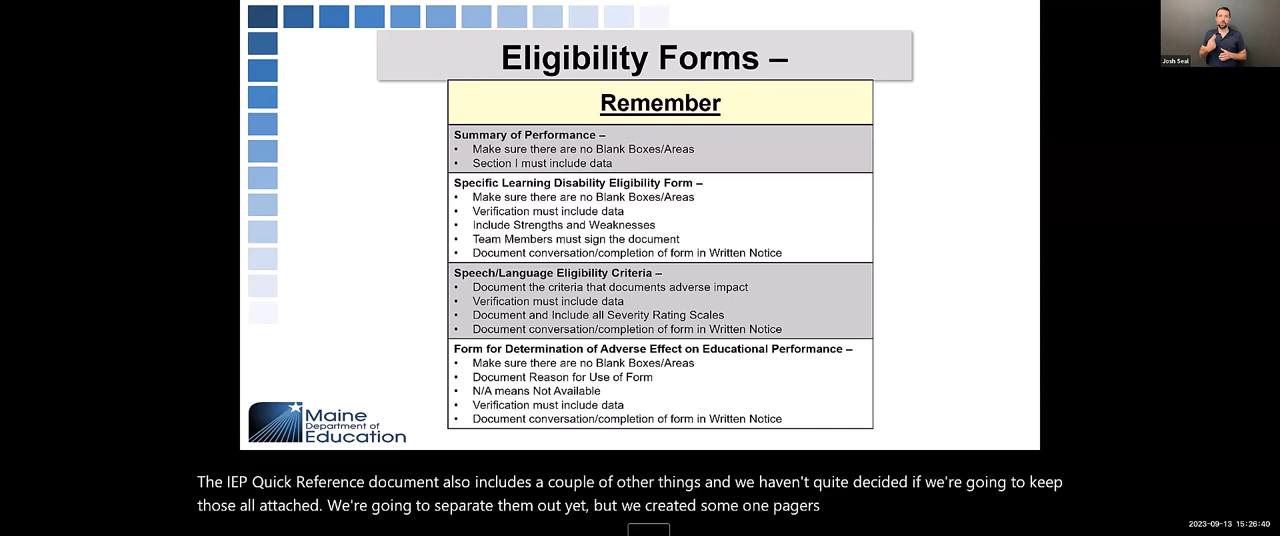 Eligibility Forms –
Josh Seal
Remember
Summary of Performance –
• Make sure there are no Blank Boxes/Areas
• Section I must include data
Specific Learning Disability Eligibility Form –
• Make sure there are no Blank Boxes/Areas
• Verification must include data
• Include Strengths and Weaknesses
• Team Members must sign the document
• Document conversation/completion of form in Written Notice
Speech/Language Eligibility Criteria –
• Document the criteria that documents adverse impact
• Verification must include data
• Document and Include all Severity Rating Scales
• Document conversation/completion of form in Written Notice
Form for Determination of Adverse Effect on Educational Performance –
• Make sure there are no Blank Boxes/Areas
• Document Reason for Use of Form
• N/A means Not Available
• Verification must include data
• Document conversation/completion of form in Written Notice
Maine
Department of
Education
The IEP Quick Reference document also includes a couple of other things and we haven't quite decided if we're going to keep
those all attached. We're going to separate them out yet, but we created some one pagers
2023-09-13 15:26:40